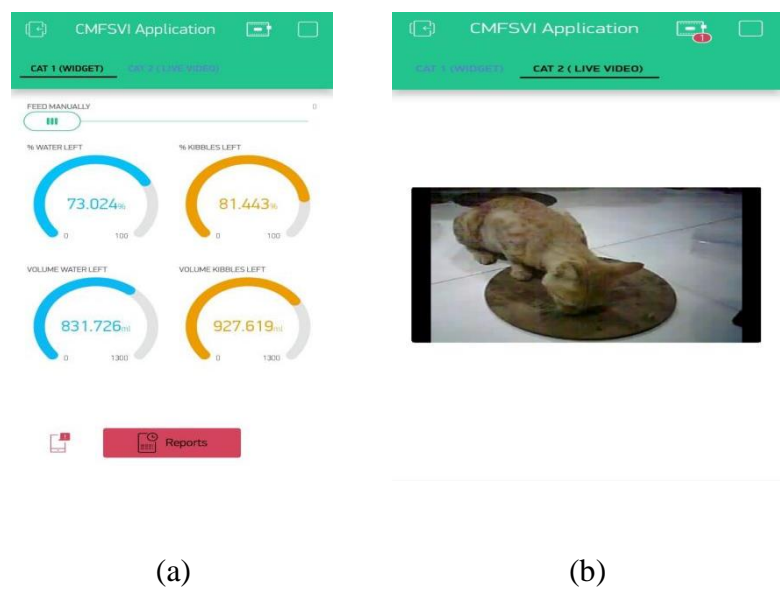 CMFSVI Application
CAT 1 (WIDGET) CAT 2 (LIVE VIDEO)
FEED MANUALLY 0
% WATER LEFT % KIBBLES LEFT
73.024% 81.443%
0 100 0 100
VOLUME WATER LEFT VOLUME KIBBLES LEFT
831.726ml 927.619ml
0 1300 0 1300
Reports
(a)
CMFSVI Application
1
CAT 1 (WIDGET) CAT 2 ( LIVE VIDEO)
(b)